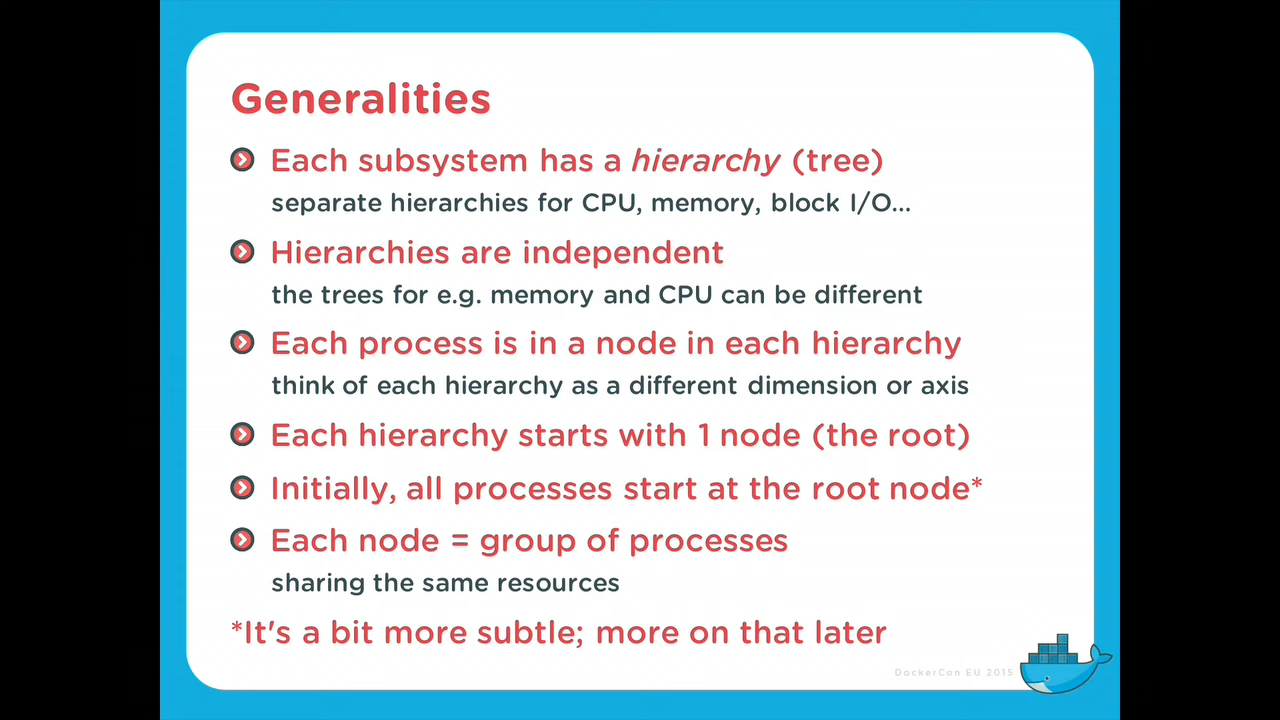 Generalities
Each subsystem has a hierarchy (tree)
separate hierarchies for CPU, memory, block I/O...
Hierarchies are independent
the trees for e.g. memory and CPU can be different
Each process is in a node in each hierarchy
think of each hierarchy as a different dimension or axis
Each hierarchy starts with 1 node (the root)
Initially, all processes start at the root node*
Each node = group of processes
sharing the same resources
*It's a bit more subtle; more on that later
DockerCon EU 2015